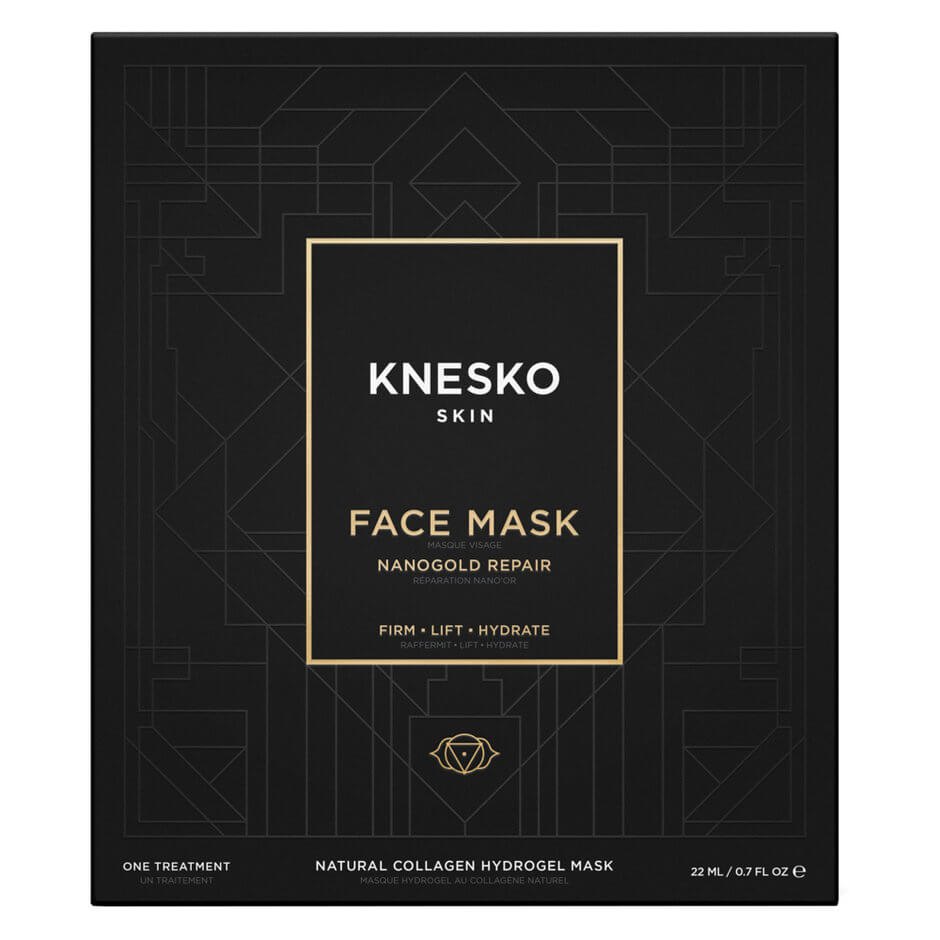 KNESKO
SKIN
FACE MASK
MASQUE VISAGE
NANOGOLD REPAIR
RÉPARATION NANO'OR
FIRM • LIFT • HYDRATE
RAFFERMIT • LIFT • HYDRATE
ONE TREATMENT
UN TRAITEMENT
NATURAL COLLAGEN HYDROGEL MASK
MASQUE HYDROGEL AU COLLAGÈNE NATUREL
22 ML / 0.7 FL OZ ℮